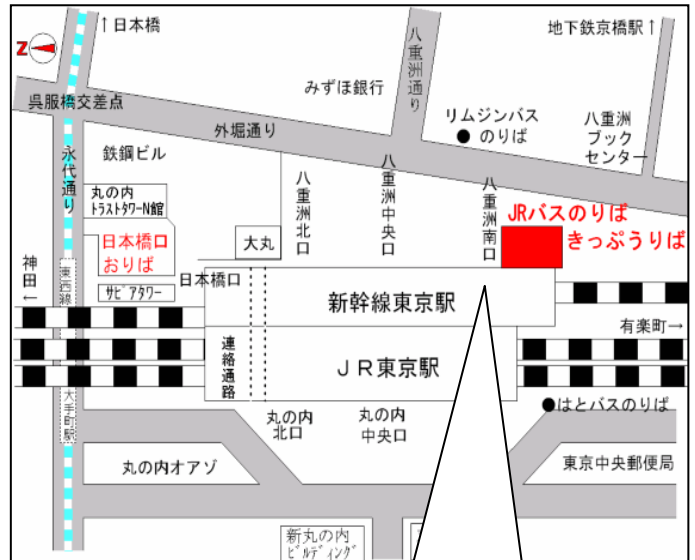 ↑日本橋
地下鉄京橋駅↑
Z
八重洲通り
みずほ銀行
呉服橋交差点
外堀通り
リムジンバス
●のりば
八重洲
ブック
センター
永代通り
鉄鋼ビル
丸の内
トラストタワーN館
八重洲北口
八重洲中央口
八重洲南口
JRバスのりば
きっぷうりば
日本橋口
おりば
大丸
神田←
東西線
日本橋口
サピアタワー
新幹線東京駅
有楽町→
連絡通路
JR東京駅
大手町駅
丸の内
北口
丸の内
中央口
●はとバスのりば
丸の内オアゾ
東京中央郵便局
新丸の内
ビルディング